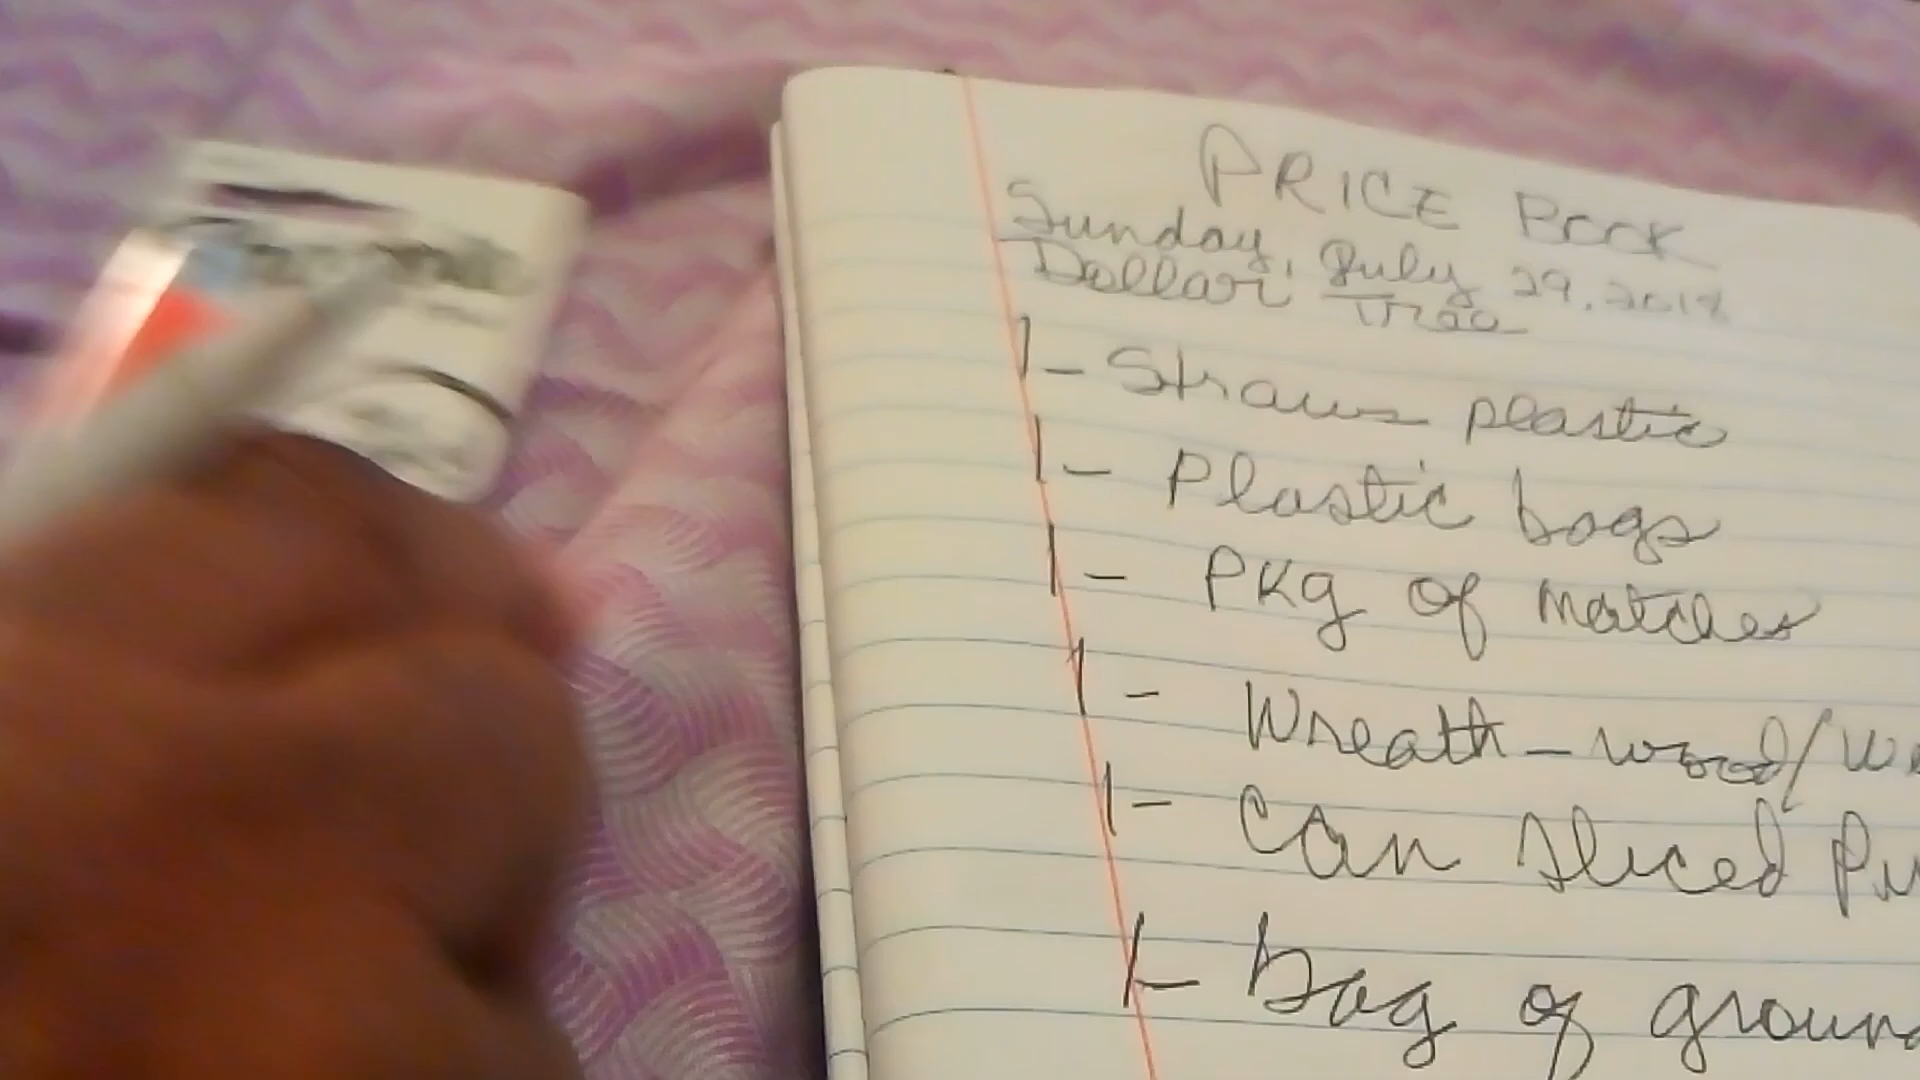 PRICE BOOK
Sunday, July 29, 2018
Dollar Tree
1- Straws plastic
1- Plastic bags
1- PKg of matches
1- Wreath - wood/
1- Can sliced
1- bag of